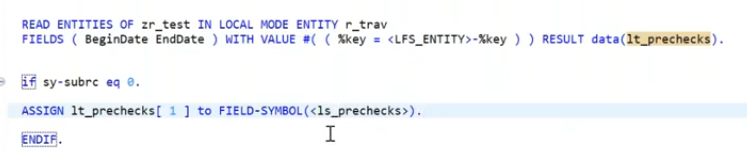 READ ENTITIES OF zr_test IN LOCAL MODE ENTITY r_trav
FIELDS ( BeginDate EndDate ) WITH VALUE #( ( %key = <LFS_ENTITY>-%key ) ) RESULT data(lt_prechecks).
if sy-subrc eq 0.
ASSIGN lt_prechecks[ 1 ] to FIELD-SYMBOL(<ls_prechecks>).
ENDIF.